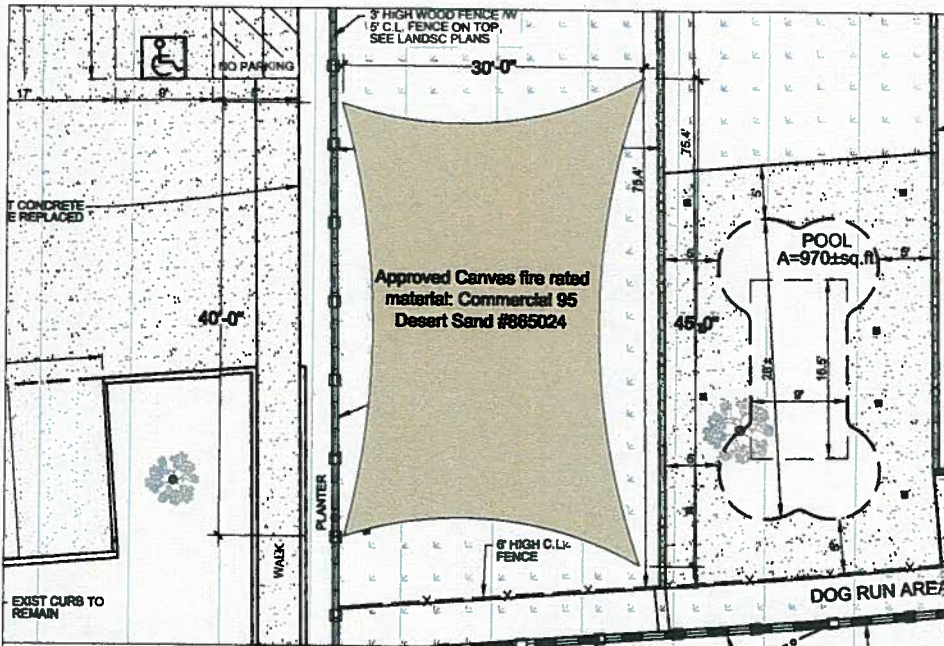 3' HIGH WOOD FENCE /W
5' C.L. FENCE ON TOP,
SEE LANDSC PLANS
NO PARKING
30'-0"
17'
9'
75.4'
75.4'
T CONCRETE
E REPLACED
5'
POOL
A=970±sq.ft
6'
Approved Canvas fire rated
material: Commercial 95
Desert Sand #865024
40'-0"
45'-0"
28'±
16.5'
9'
6'
PLANTER
WALK
6' HIGH C.L.
FENCE
DOG RUN AREA
EXIST CURB TO
REMAIN